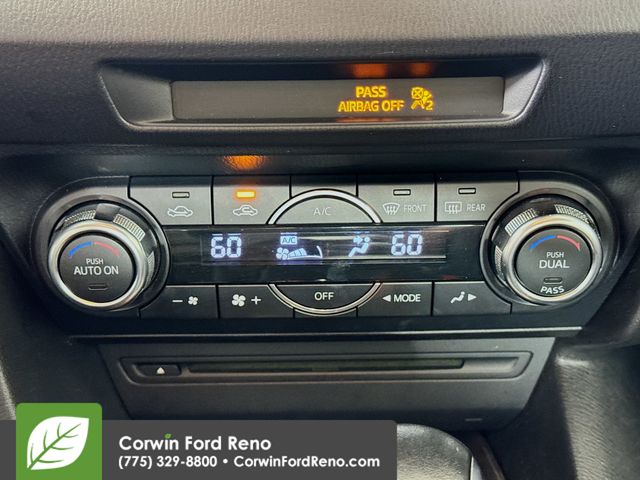 PASS
AIRBAG OFF 2
A/C
FRONT
REAR
60 A/C 60
PUSH
AUTO ON
PUSH
DUAL
PASS
− +
OFF
◄ MODE
►
Corwin Ford Reno
(775) 329-8800 • CorwinFordReno.com